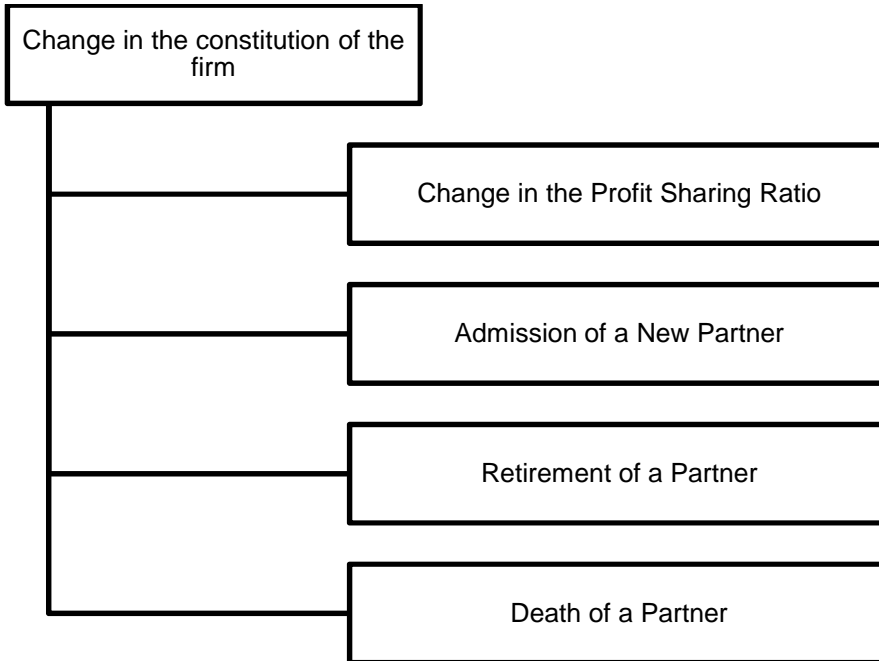 Change in the constitution of the
firm
Change in the Profit Sharing Ratio
Admission of a New Partner
Retirement of a Partner
Death of a Partner